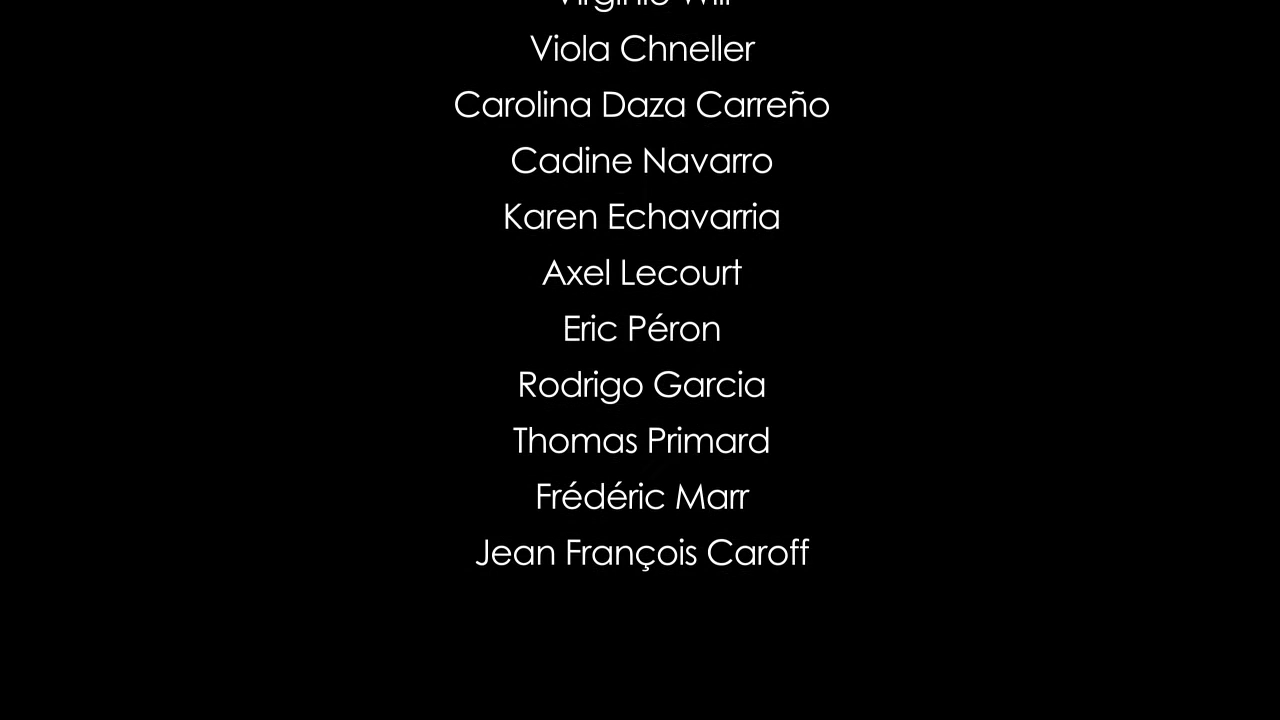 Viola Chneller
Carolina Daza Carreño
Cadine Navarro
Karen Echavarria
Axel Lecourt
Eric Péron
Rodrigo Garcia
Thomas Primard
Frédéric Marr
Jean François Caroff